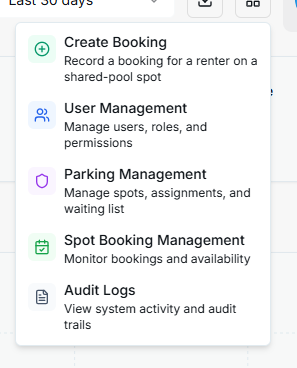 Last 30 days
Create Booking
Record a booking for a renter on a
shared-pool spot
User Management
Manage users, roles, and
permissions
Parking Management
Manage spots, assignments, and
waiting list
Spot Booking Management
Monitor bookings and availability
Audit Logs
View system activity and audit
trails